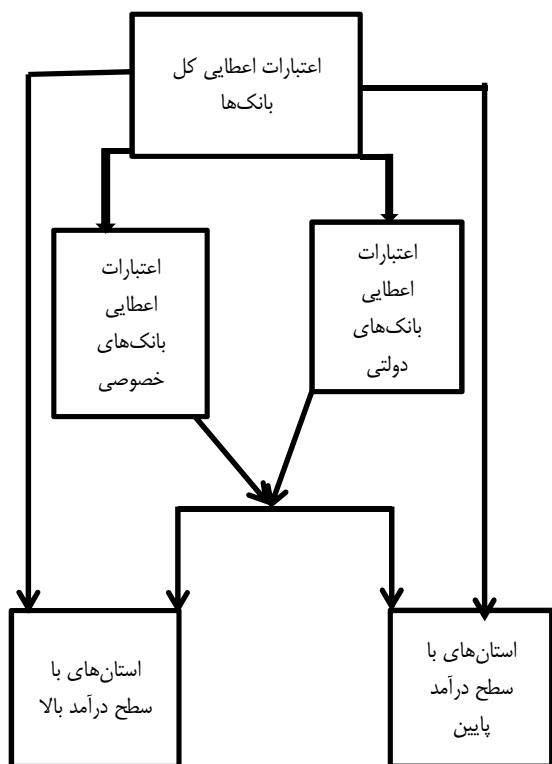 اعتبارات اعطایی کل
بانک‌ها
اعتبارات
اعطایی
بانک‌های
دولتی
اعتبارات
اعطایی
بانک‌های
خصوصی
استان‌های با
سطح درآمد
پایین
استان‌های با
سطح درآمد بالا